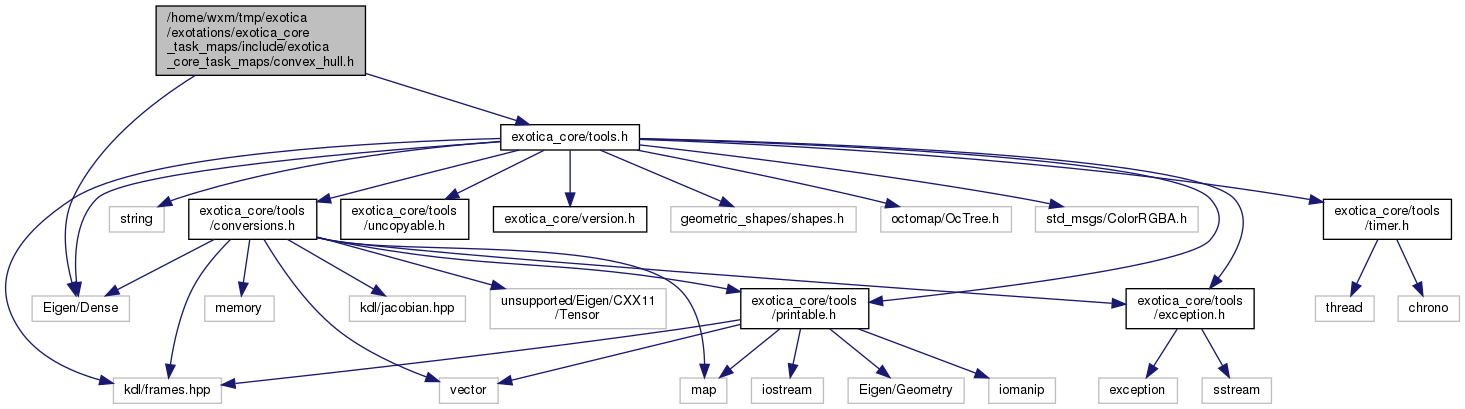 /home/wxm/tmp/exotica
/exotations/exotica_core
_task_maps/include/exotica
_core_task_maps/convex_hull.h
exotica_core/tools.h
string
exotica_core/tools
/conversions.h
exotica_core/tools
/uncopyable.h
exotica_core/version.h
geometric_shapes/shapes.h
octomap/OcTree.h
std_msgs/ColorRGBA.h
exotica_core/tools
/timer.h
Eigen/Dense
memory
kdl/jacobian.hpp
unsupported/Eigen/CXX11
/Tensor
exotica_core/tools
/printable.h
exotica_core/tools
/exception.h
thread
chrono
kdl/frames.hpp
vector
map
iostream
Eigen/Geometry
iomanip
exception
sstream